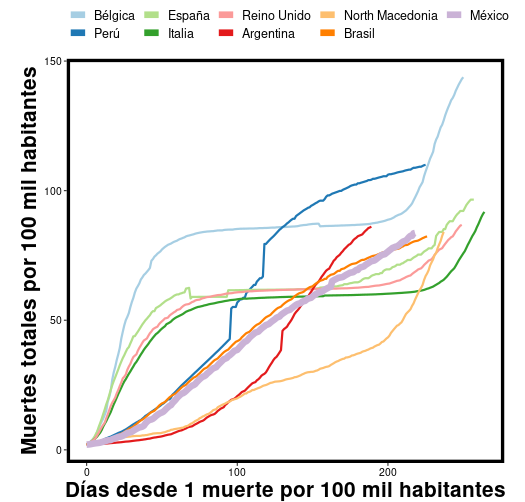 Bélgica España Reino Unido North Macedonia México
Perú Italia Argentina Brasil
Muertes totales por 100 mil habitantes
150
100
50
0
0 100 200
Días desde 1 muerte por 100 mil habitantes